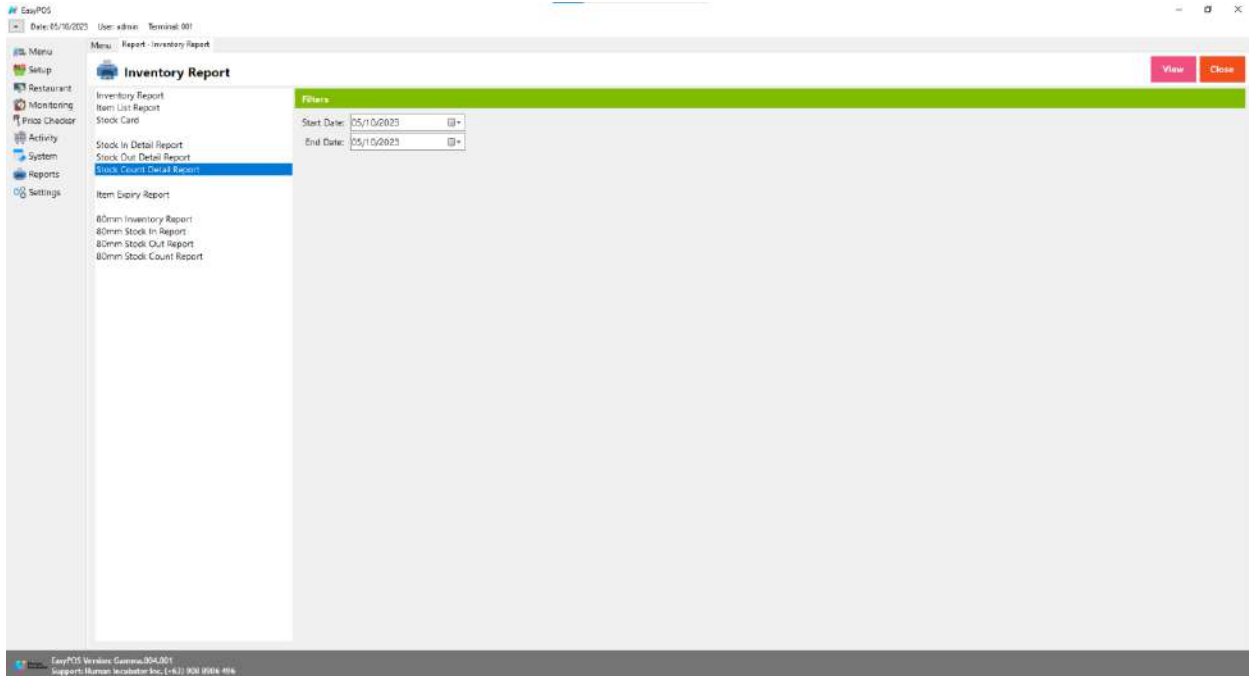 EasyPOS
Date: 05/10/2023 User: admin Terminal: 001
Menu
Setup
Restaurant
Monitoring
Price Checker
Activity
System
Reports
Settings
Menu Report - Inventory Report
Inventory Report
View Close
Inventory Report
Item List Report
Stock Card
Stock In Detail Report
Stock Out Detail Report
Stock Count Detail Report
Item Expiry Report
80mm Inventory Report
80mm Stock In Report
80mm Stock Out Report
80mm Stock Count Report
Filters
Start Date: 05/10/2023
End Date: 05/10/2023
EasyPOS Version: Gamma.004.001
Support: Human Incubator Inc. (+63) 908 8906 496